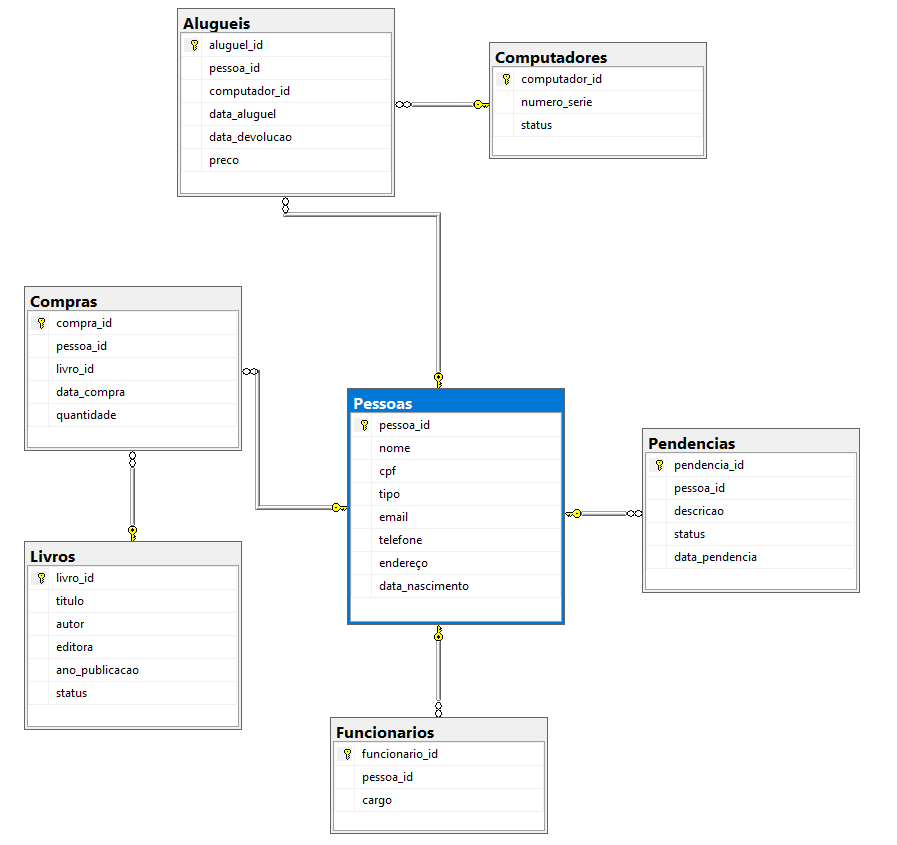 Alugueis
aluguel_id
pessoa_id
computador_id
data_aluguel
data_devolucao
preco
Computadores
computador_id
numero_serie
status
Compras
compra_id
pessoa_id
livro_id
data_compra
quantidade
Pessoas
pessoa_id
nome
cpf
tipo
email
telefone
endereço
data_nascimento
Pendencias
pendencia_id
pessoa_id
descricao
status
data_pendencia
Livros
livro_id
titulo
autor
editora
ano_publicacao
status
Funcionarios
funcionario_id
pessoa_id
cargo